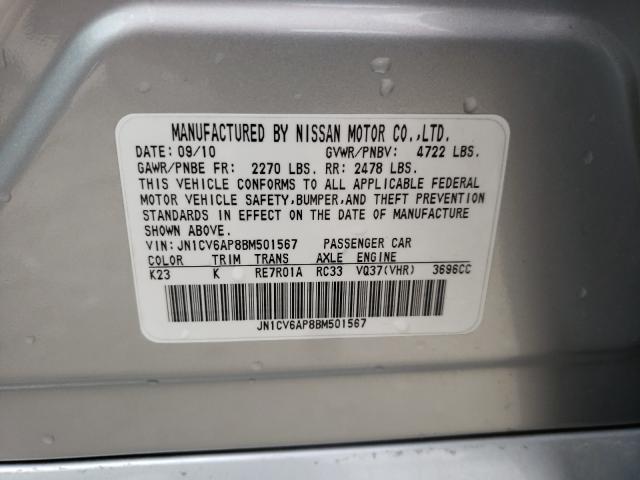 MANUFACTURED BY NISSAN MOTOR CO.,LTD.
DATE: 09/10 GVWR/PNBV: 4722 LBS.
GAWR/PNBE FR: 2270 LBS. RR: 2478 LBS.
THIS VEHICLE CONFORMS TO ALL APPLICABLE FEDERAL
MOTOR VEHICLE SAFETY,BUMPER,AND THEFT PREVENTION
STANDARDS IN EFFECT ON THE DATE OF MANUFACTURE
SHOWN ABOVE.
VIN: JN1CV6AP8BM501567 PASSENGER CAR
COLOR TRIM TRANS AXLE ENGINE
K23 K RE7R01A RC33 VQ37(VHR) 3696CC
JN1CV6AP8BM501567